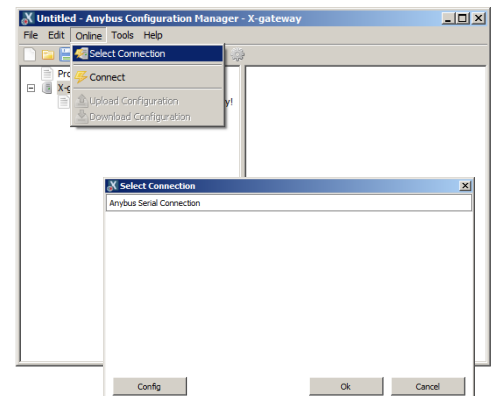 Untitled - Anybus Configuration Manager - X-gateway
File Edit Online Tools Help
Select Connection
Pro
Connect
X-g
Upload Configuration
y!
Download Configuration
Select Connection
Anybus Serial Connection
Config Ok Cancel